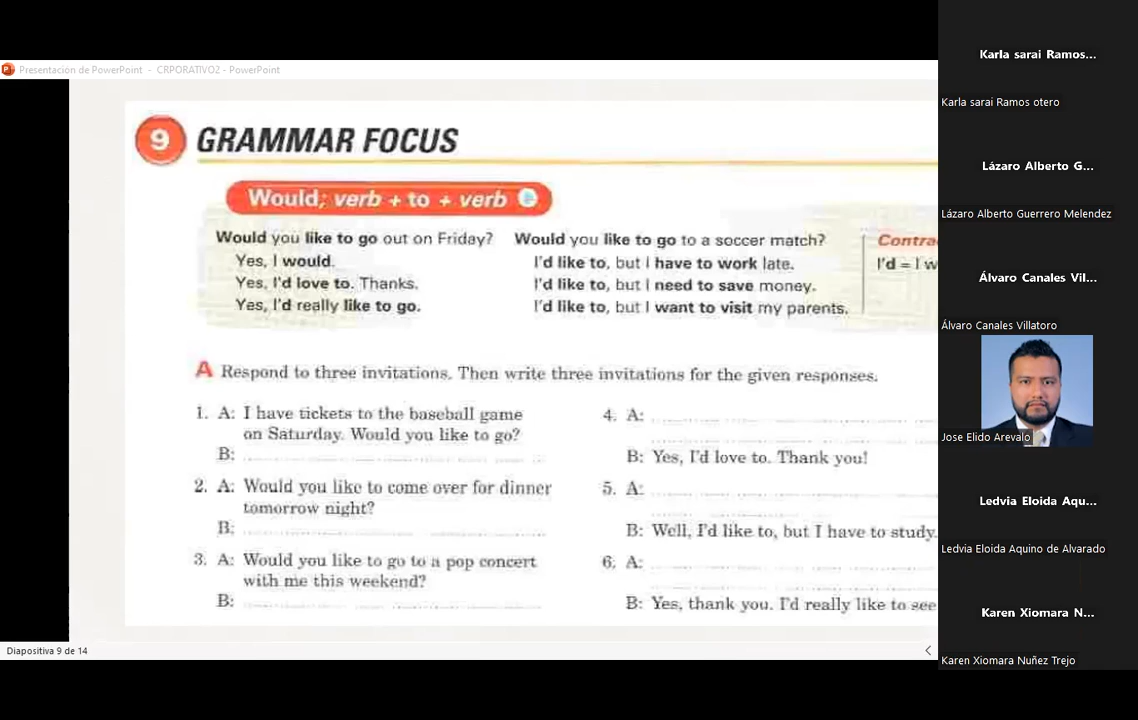 Presentación de PowerPoint - CRPORATIVO2 - PowerPoint
9 GRAMMAR FOCUS
Would; verb + to + verb
Would you like to go out on Friday?
Yes, I would.
Yes, I'd love to. Thanks.
Yes, I'd really like to go.
Would you like to go to a soccer match?
I'd like to, but I have to work late.
I'd like to, but I need to save money.
I'd like to, but I want to visit my parents.
I'd = I
A Respond to three invitations. Then write three invitations for the given responses.
1. A: I have tickets to the baseball game
on Saturday. Would you like to go?
B:
2. A: Would you like to come over for dinner
tomorrow night?
B:
3. A: Would you like to go to a pop concert
with me this weekend?
B:
4. A:
B: Yes, I'd love to. Thank you!
5. A:
B: Well, I'd like to, but I have to study.
6. A:
B: Yes, thank you. I'd really like to see
Diapositiva 9 de 14
Karla sarai Ramos...
Karla sarai Ramos otero
Lázaro Alberto G...
Lázaro Alberto Guerrero Melendez
Álvaro Canales Vil...
Álvaro Canales Villatoro
Jose Elido Arevalo
Ledvia Eloida Aqu...
Ledvia Eloida Aquino de Alvarado
Karen Xiomara N...
Karen Xiomara Nuñez Trejo